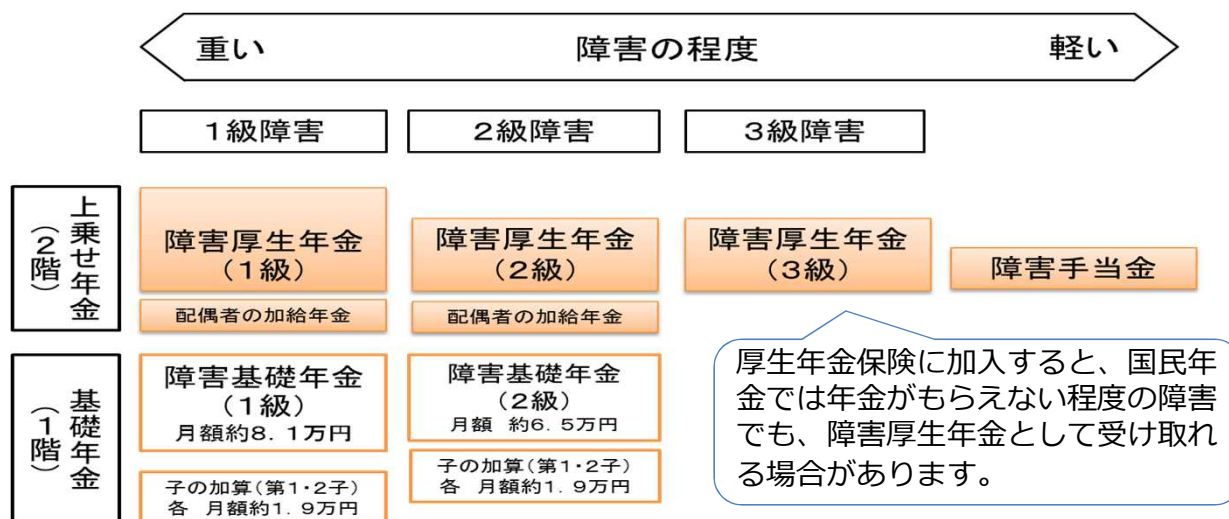 重い 障害の程度 軽い
1級障害 2級障害 3級障害
上乗せ年金
（2階）
障害厚生年金
（1級）
配偶者の加給年金
障害厚生年金
（2級）
配偶者の加給年金
障害厚生年金
（3級）
障害手当金
基礎年金
（1階）
障害基礎年金
（1級）
月額約8．1万円
子の加算（第1・2子）
各 月額約1．9万円
障害基礎年金
（2級）
月額 約6．5万円
子の加算（第1・2子）
各 月額約1．9万円
厚生年金保険に加入すると、国民年
金では年金がもらえない程度の障害
でも、障害厚生年金として受け取れ
る場合があります。